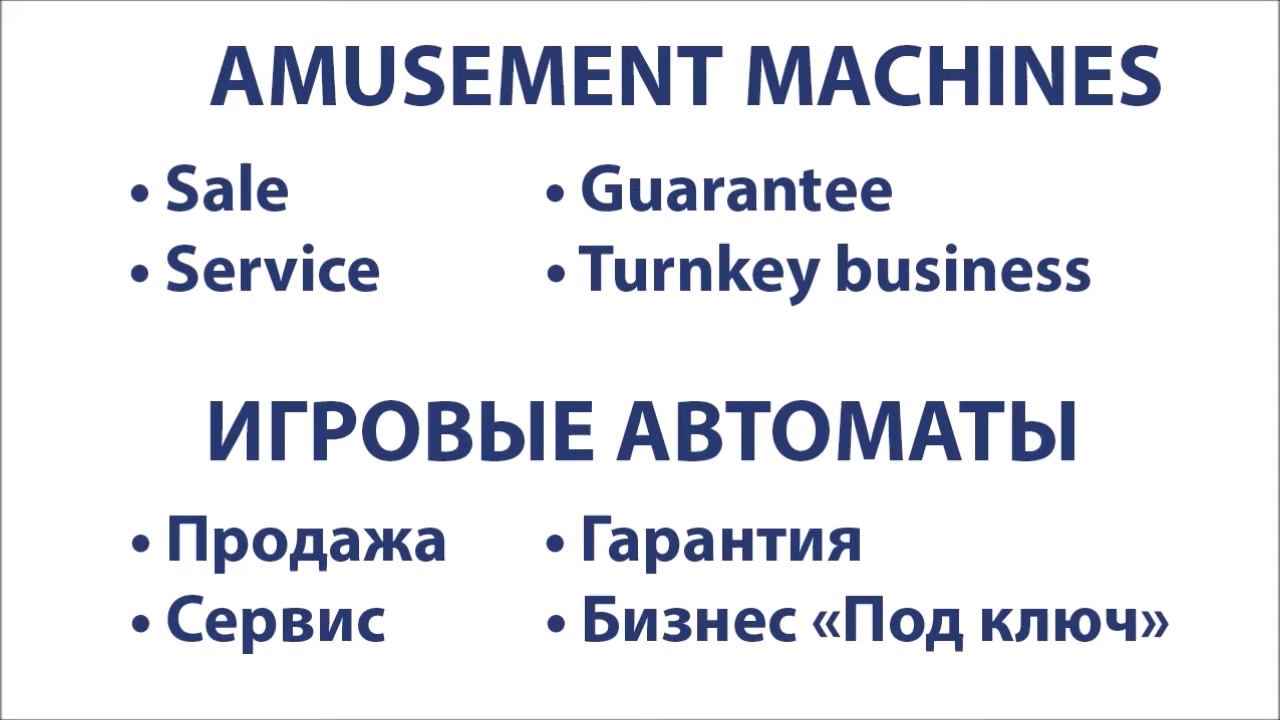 AMUSEMENT MACHINES
• Sale • Guarantee
• Service • Turnkey business
ИГРОВЫЕ АВТОМАТЫ
• Продажа • Гарантия
• Сервис • Бизнес «Под ключ»